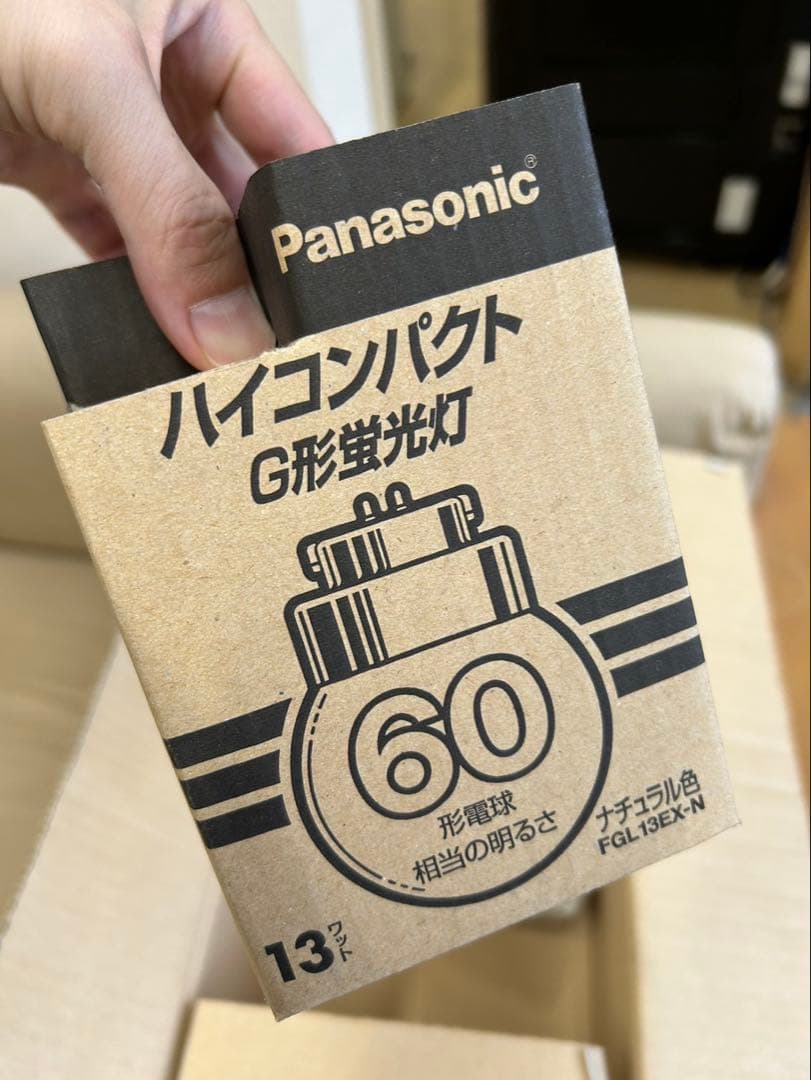 Panasonic®
ハイコンパクト
G形蛍光灯
60
形電球
相当の明るさ
ナチュラル色
FGL13EX-N
13ワット